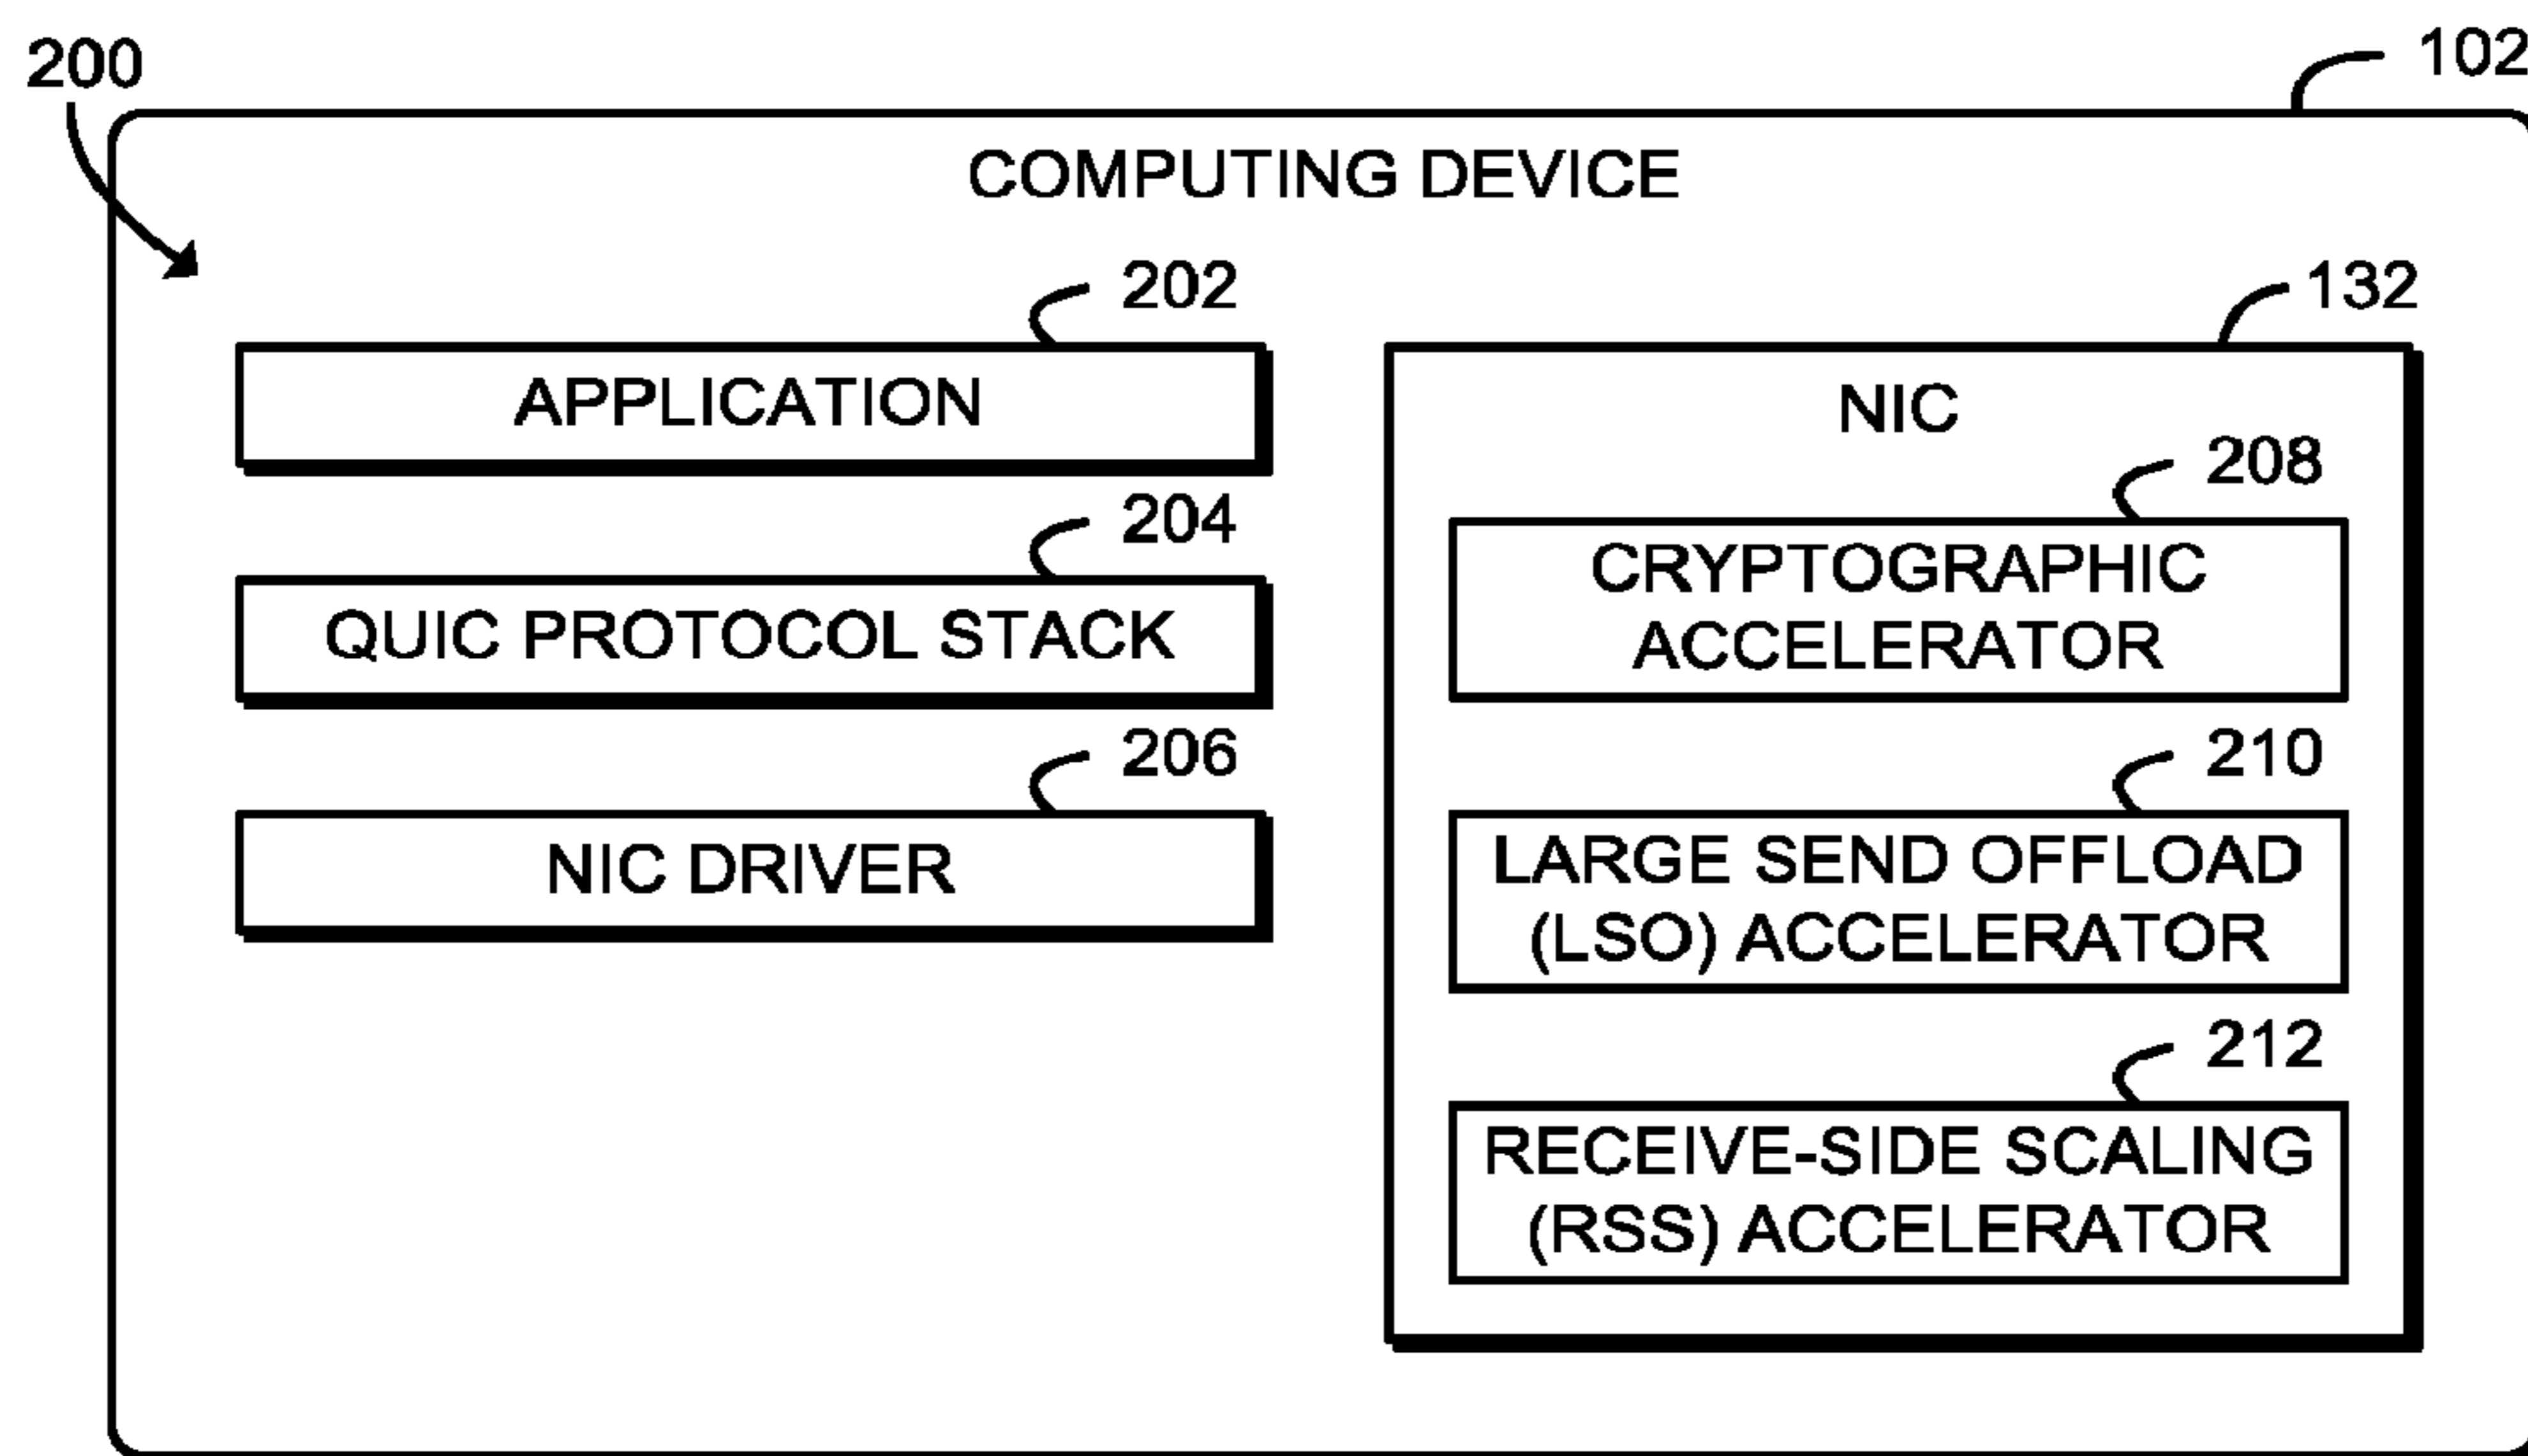 200
102
COMPUTING DEVICE
202
APPLICATION
204
QUIC PROTOCOL STACK
206
NIC DRIVER
132
NIC
208
CRYPTOGRAPHIC
ACCELERATOR
210
LARGE SEND OFFLOAD
(LSO) ACCELERATOR
212
RECEIVE-SIDE SCALING
(RSS) ACCELERATOR